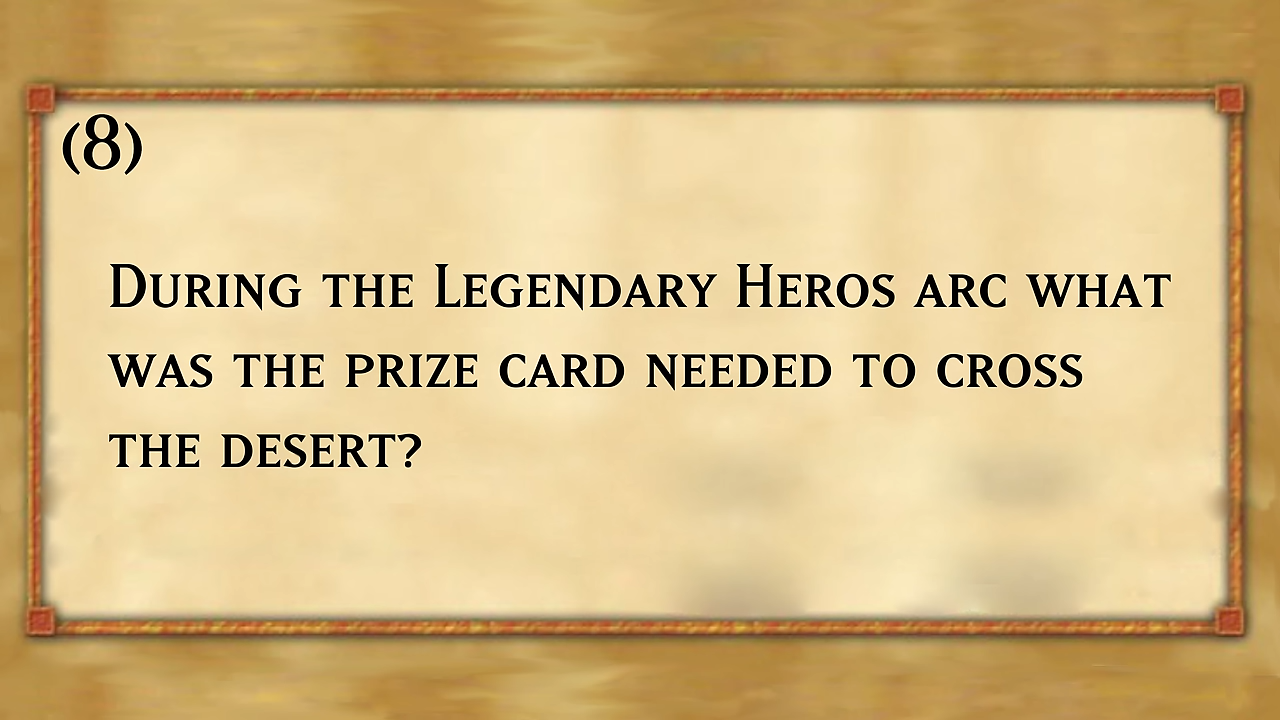 (8)
During the Legendary Heros arc what
was the prize card needed to cross
the desert?